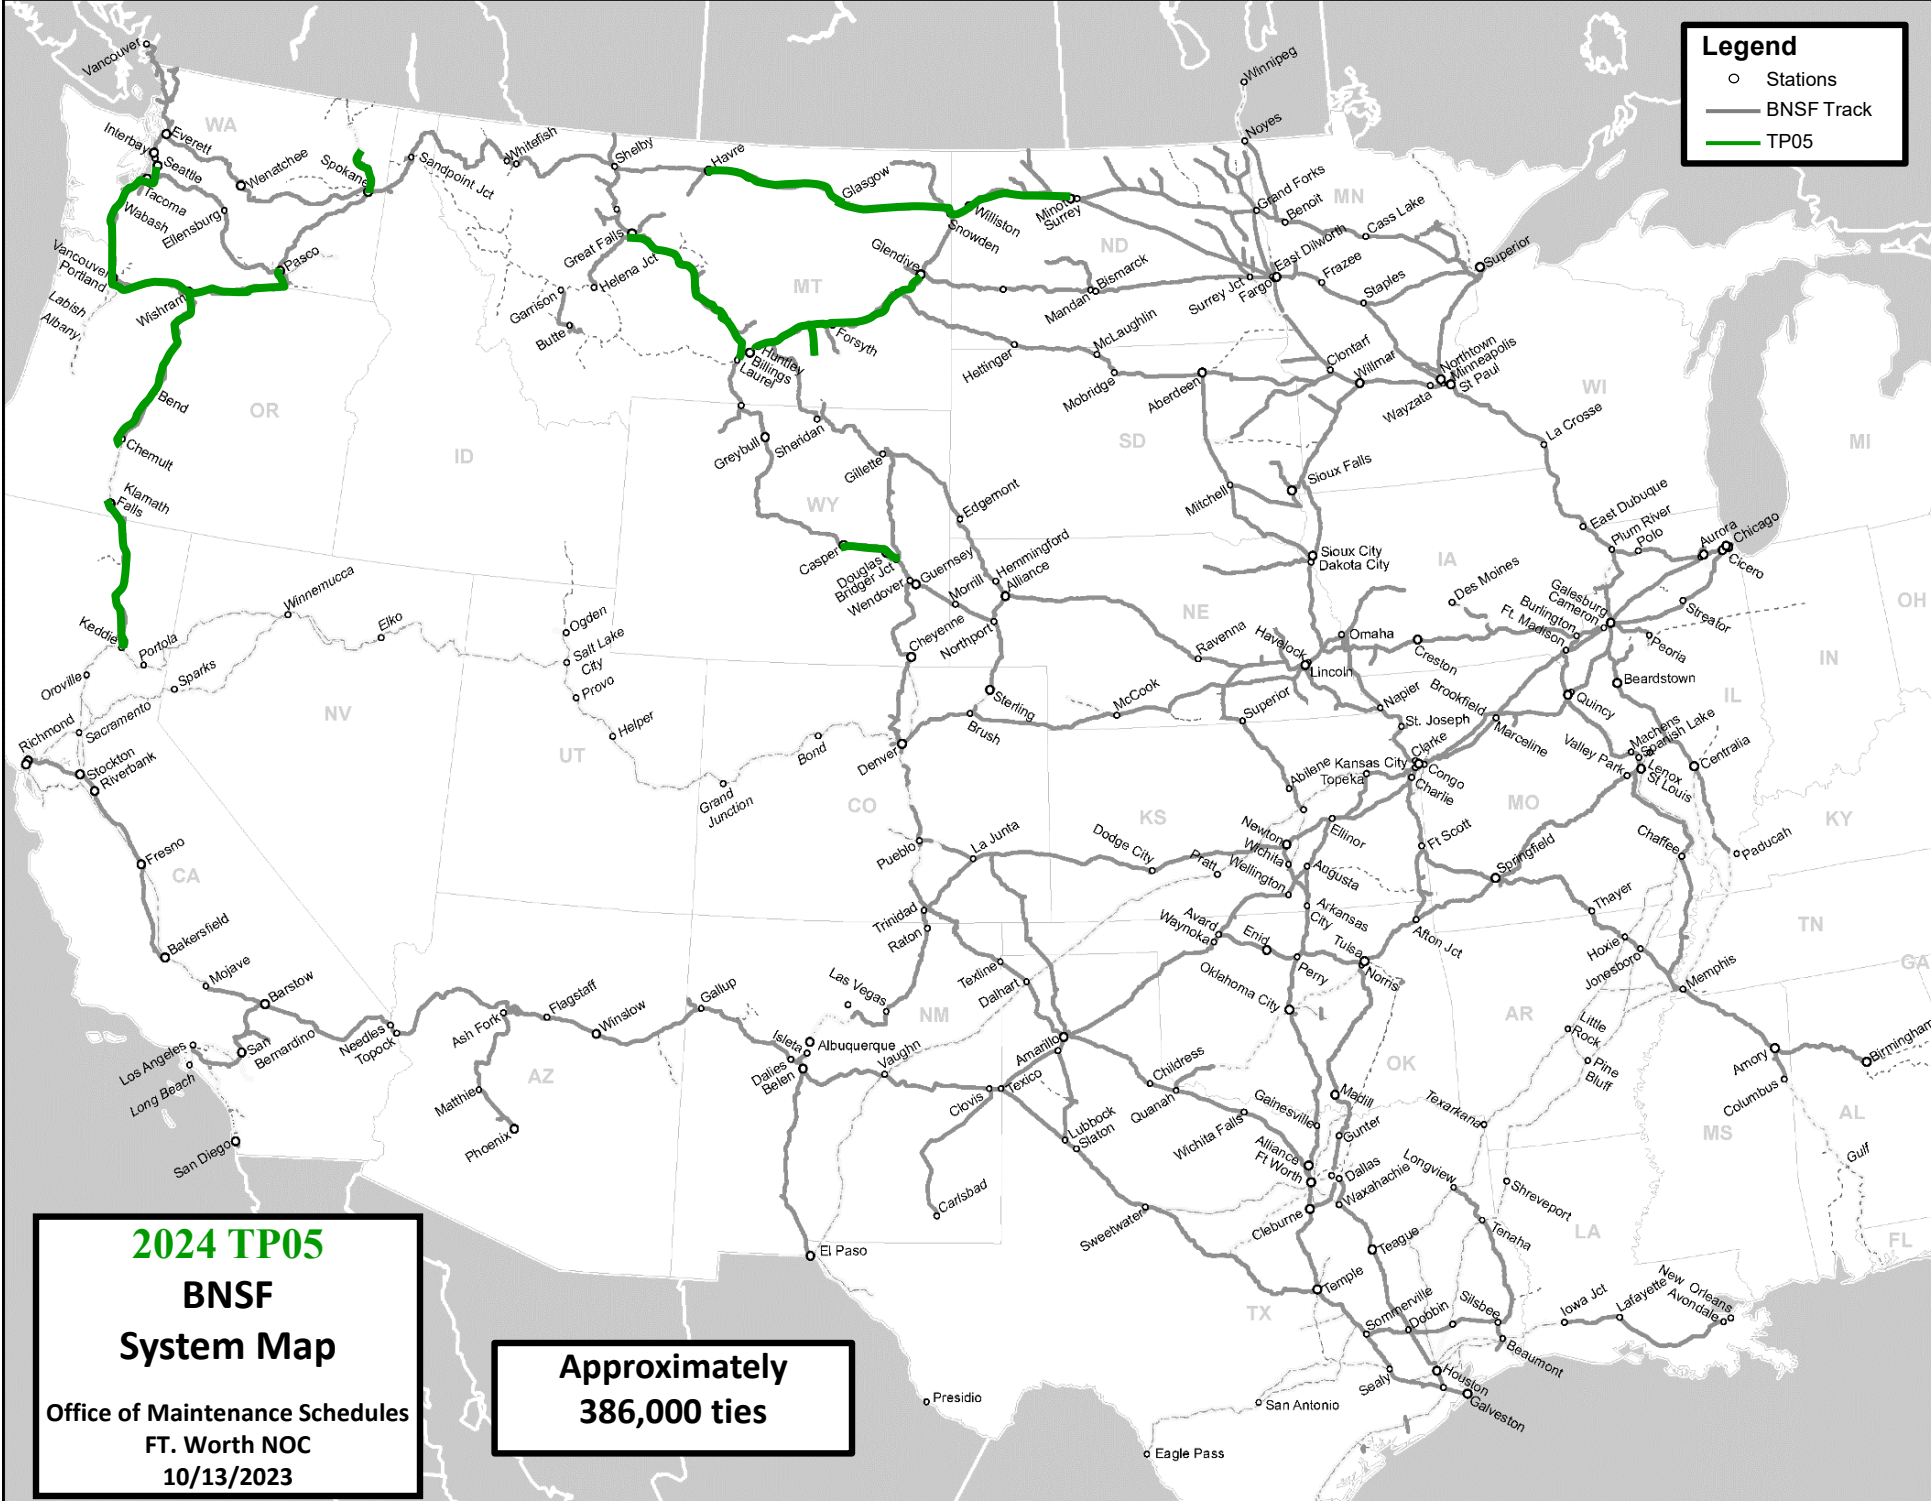 Legend
Stations
BNSF Track
TP05
Vancouver
WA
Everett
Interbay
Seattle
Tacoma
Wabash
Ellensburg
Wenatchee
Spokane
Sandpoint Jct
Whitefish
Shelby
Havre
Glasgow
Williston
Snowden
Minot
Surrey
Winnipeg
Noyes
Grand Forks
Benoit
MN
Cass Lake
Superior
East Dilworth
Fargo
Surrey Jct
Frazee
Staples
ND
Bismarck
Mandan
Glendive
MT
Great Falls
Helena Jct
Garrison
Butte
Forsyth
Huntley
Billings
Laurel
Vancouver
Portland
Labish
Albany
Wishram
Pasco
Bend
Chemult
OR
ID
Klamath
Falls
Hettinger
McLaughlin
Mobridge
Aberdeen
Clontarf
Willmar
Wayzata
Northtown
Minneapolis
St Paul
WI
La Crosse
MI
SD
Mitchell
Sioux Falls
Greybull
Sheridan
Gillette
WY
Edgemont
Casper
Douglas
Bridger Jct
Wendover
Guernsey
Morrill
Hemmingford
Alliance
Northport
Cheyenne
Sioux City
Dakota City
IA
Des Moines
East Dubuque
Plum River
Polo
Aurora
Chicago
Cicero
Galesburg
Cameron
Burlington
Ft. Madison
Streator
Peoria
OH
IN
IL
Keddie
Portola
Winnemucca
Elko
Ogden
Salt Lake
City
Provo
Helper
Oroville
Sparks
Sacramento
Richmond
Stockton
Riverbank
NV
UT
Grand
Junction
Bond
Denver
Sterling
Brush
McCook
NE
Ravenna
Havelock
Lincoln
Omaha
Creston
Superior
Napier
St. Joseph
Brookfield
Marceline
Quincy
Beardstown
Machens
Spanish Lake
Valley Park
Lenox
St Louis
Centralia
Clarke
Kansas City
Topeka
Abilene
Congo
Charlie
MO
KY
CO
KS
Pueblo
La Junta
Dodge City
Pratt
Newton
Wichita
Wellington
Ellinor
Augusta
Arkansas
City
Ft Scott
Springfield
Chaffee
Paducah
Thayer
TN
Fresno
CA
Bakersfield
Mojave
Barstow
San
Bernardino
Los Angeles
Long Beach
San Diego
Needles
Topock
Ash Fork
Flagstaff
Winslow
Gallup
Matthie
Phoenix
AZ
Trinidad
Raton
Las Vegas
NM
Isleta
Albuquerque
Dalies
Belen
Vaughn
Texline
Dalhart
Amarillo
Clovis
Texico
Carlsbad
Lubbock
Slaton
Avard
Waynoka
Enid
Perry
Oklahoma City
Tulsa
Norris
Afton Jct
Hoxie
Jonesboro
Memphis
GA
AR
Little
Rock
Pine
Bluff
OK
Childress
Quanah
Wichita Falls
Gainesville
Madill
Gunter
Alliance
Ft Worth
Dallas
Waxahachie
Cleburne
Texarkana
Longview
Shreveport
Tenaha
Teague
LA
Amory
Columbus
Birmingham
AL
MS
Gulf
FL
El Paso
Sweetwater
Temple
TX
Sommerville
Dobbin
Silsbee
Beaumont
Iowa Jct
Lafayette
New Orleans
Avondale
Sealy
Houston
Galveston
San Antonio
Presidio
Eagle Pass
2024 TP05
BNSF
System Map
Office of Maintenance Schedules
FT. Worth NOC
10/13/2023
Approximately
386,000 ties